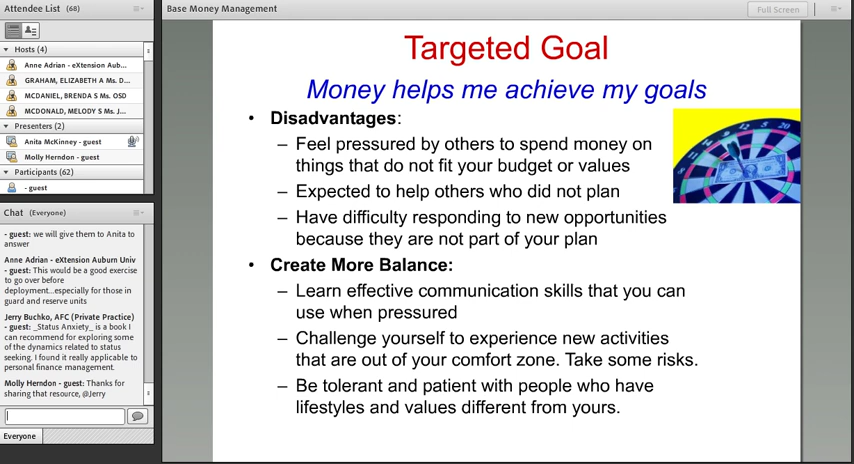 Attendee List (68)
Hosts (4)
Anne Adrian - eXtension Aub...
GRAHAM, ELIZABETH A Ms. D...
MCDANIEL, BRENDA S Ms. OSD
MCDONALD, MELODY S Ms. J...
Presenters (2)
Anita McKinney - guest
Molly Herndon - guest
Participants (62)
- guest
Chat (Everyone)
- guest: we will give them to Anita to
answer
Anne Adrian - eXtension Auburn Univ
- guest: This would be a good exercise
to go over before
deployment...especially for those in
guard and reserve units
Jerry Buchko, AFC (Private Practice)
- guest: _Status Anxiety_ is a book I
can recommend for exploring some
of the dynamics related to status
seeking. I found it really applicable to
personal finance management.
Molly Herndon - guest: Thanks for
sharing that resource, @Jerry
Everyone
Base Money Management
Full Screen
Targeted Goal
Money helps me achieve my goals
• Disadvantages:
– Feel pressured by others to spend money on
things that do not fit your budget or values
– Expected to help others who did not plan
– Have difficulty responding to new opportunities
because they are not part of your plan
• Create More Balance:
– Learn effective communication skills that you can
use when pressured
– Challenge yourself to experience new activities
that are out of your comfort zone. Take some risks.
– Be tolerant and patient with people who have
lifestyles and values different from yours.